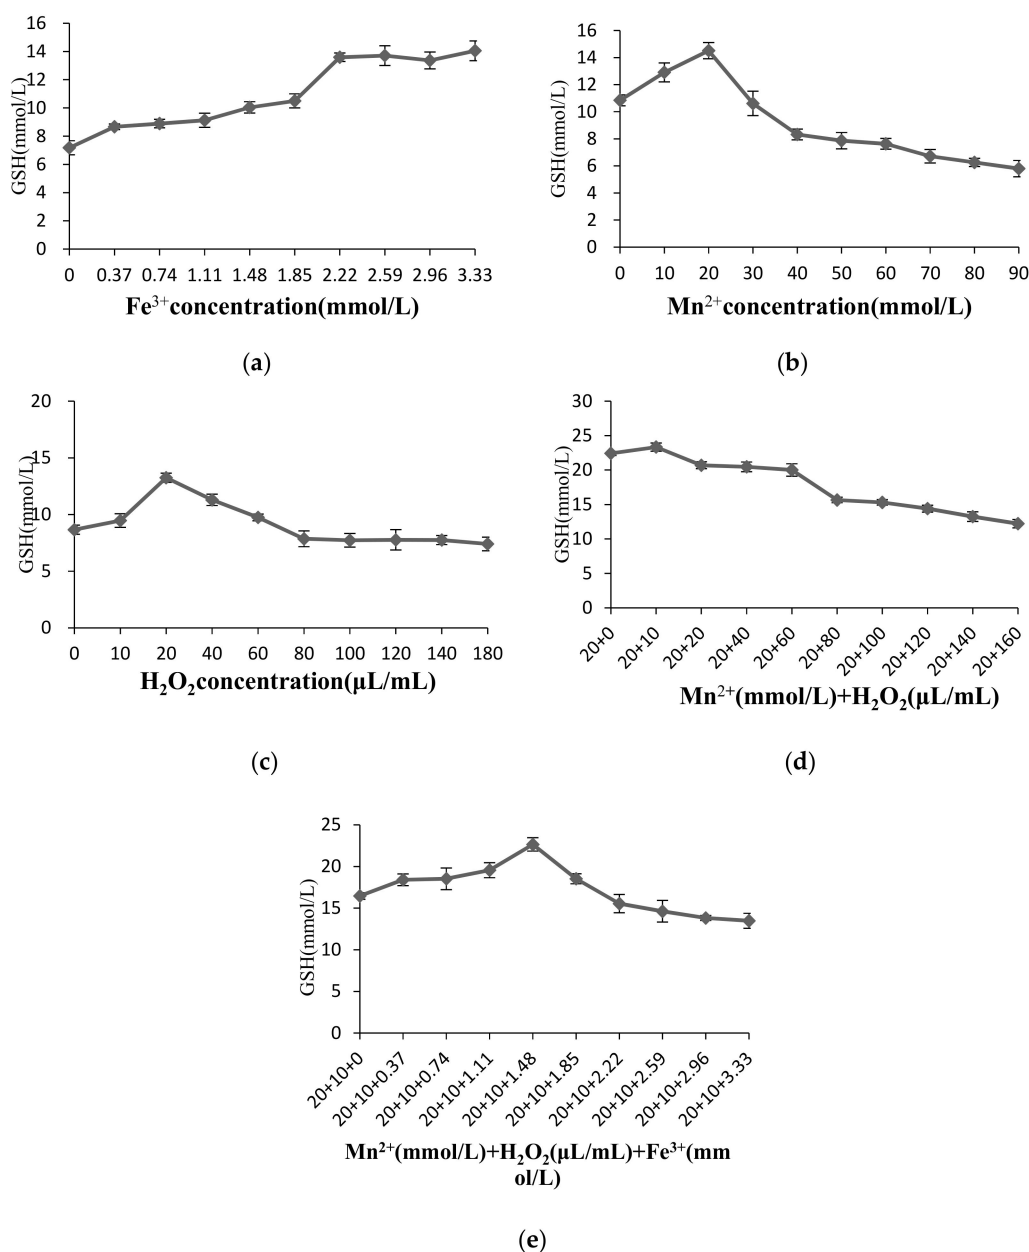 16
14
12
10
8
6
4
2
0
GSH(mmol/L)
0 0.37 0.74 1.11 1.48 1.85 2.22 2.59 2.96 3.33
Fe³⁺concentration(mmol/L)
(a)
16
14
12
10
8
6
4
2
0
GSH(mmol/L)
0 10 20 30 40 50 60 70 80 90
Mn²⁺concentration(mmol/L)
(b)
20
15
10
5
0
GSH(mmol/L)
0 10 20 40 60 80 100 120 140 180
H₂O₂concentration(μL/mL)
(c)
30
25
20
15
10
5
0
GSH(mmol/L)
20+0 20+10 20+20 20+40 20+60 20+80 20+100 20+120 20+140 20+160
Mn²⁺(mmol/L)+H₂O₂(μL/mL)
(d)
25
20
15
10
5
0
GSH(mmol/L)
20+10+0 20+10+0.37 20+10+0.74 20+10+1.11 20+10+1.48 20+10+1.85 20+10+2.22 20+10+2.59 20+10+2.96 20+10+3.33
Mn²⁺(mmol/L)+H₂O₂(μL/mL)+Fe³⁺(mm
ol/L)
(e)